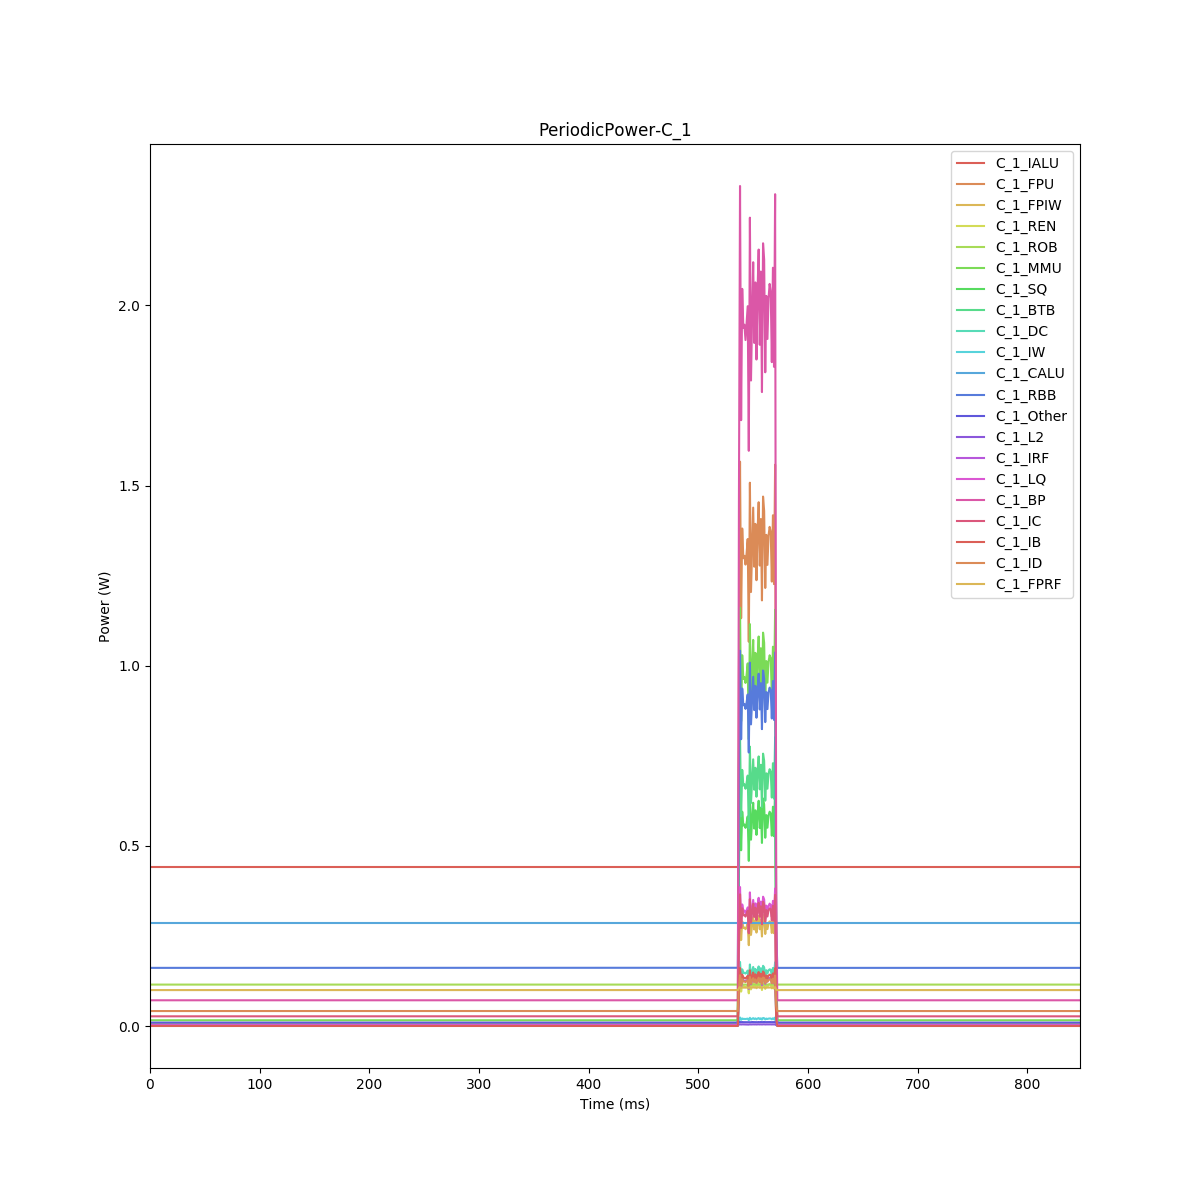 PeriodicPower-C_1
Power (W)
2.0
1.5
1.0
0.5
0.0
0 100 200 300 400 500 600 700 800
Time (ms)
C_1_IALU
C_1_FPU
C_1_FPIW
C_1_REN
C_1_ROB
C_1_MMU
C_1_SQ
C_1_BTB
C_1_DC
C_1_IW
C_1_CALU
C_1_RBB
C_1_Other
C_1_L2
C_1_IRF
C_1_LQ
C_1_BP
C_1_IC
C_1_IB
C_1_ID
C_1_FPRF